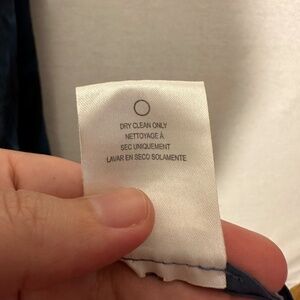 DRY CLEAN ONLY
NETTOYAGE À
SEC UNIQUEMENT
LAVAR EN SECO SOLAMENTE